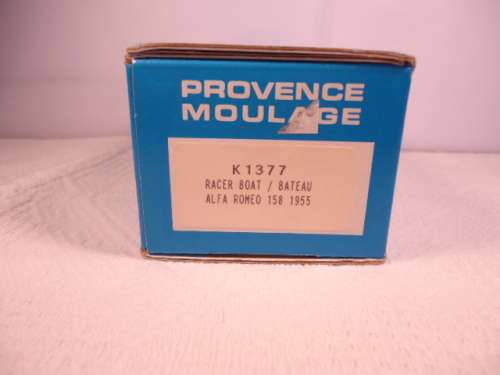 PROVENCE
MOULAGE
K1377
RACER BOAT / BATEAU
ALFA ROMEO 158 1955